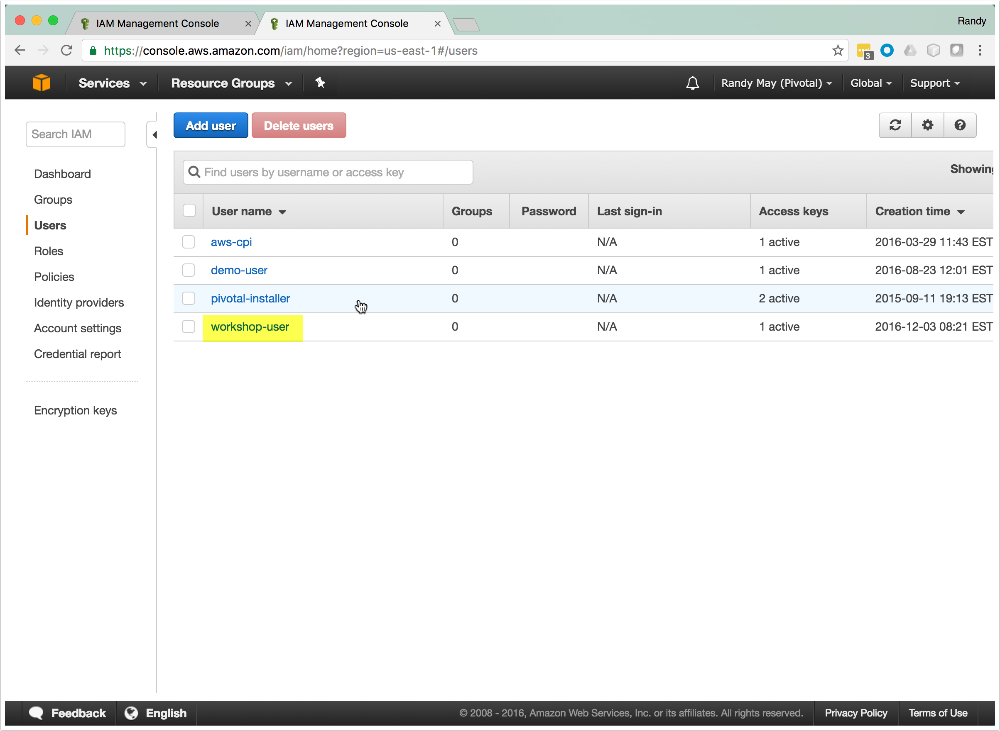 IAM Management Console IAM Management Console Randy
https://console.aws.amazon.com/iam/home?region=us-east-1#/users
3
Services Resource Groups Randy May (Pivotal) Global Support
Search IAM
Add user Delete users
Dashboard
Groups
Users
Roles
Policies
Identity providers
Account settings
Credential report
Encryption keys
Find users by username or access key Showing
User name Groups Password Last sign-in Access keys Creation time
aws-cpi 0 N/A 1 active 2016-03-29 11:43 EST
demo-user 0 N/A 1 active 2016-08-23 12:01 EST
pivotal-installer 0 N/A 2 active 2015-09-11 19:13 EST
workshop-user 0 N/A 1 active 2016-12-03 08:21 EST
Feedback English © 2008 - 2016, Amazon Web Services, Inc. or its affiliates. All rights reserved. Privacy Policy Terms of Use